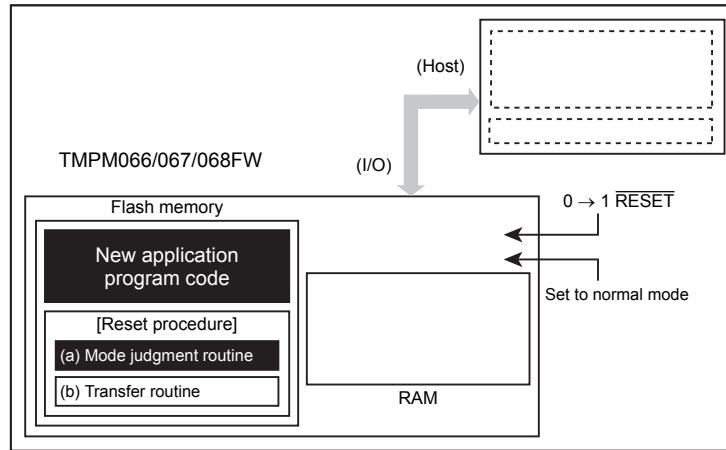 (Host)
TMPM066/067/068FW
(I/O)
Flash memory
0 → 1 R̅E̅S̅E̅T̅
New application
program code
Set to normal mode
[Reset procedure]
(a) Mode judgment routine
(b) Transfer routine
RAM